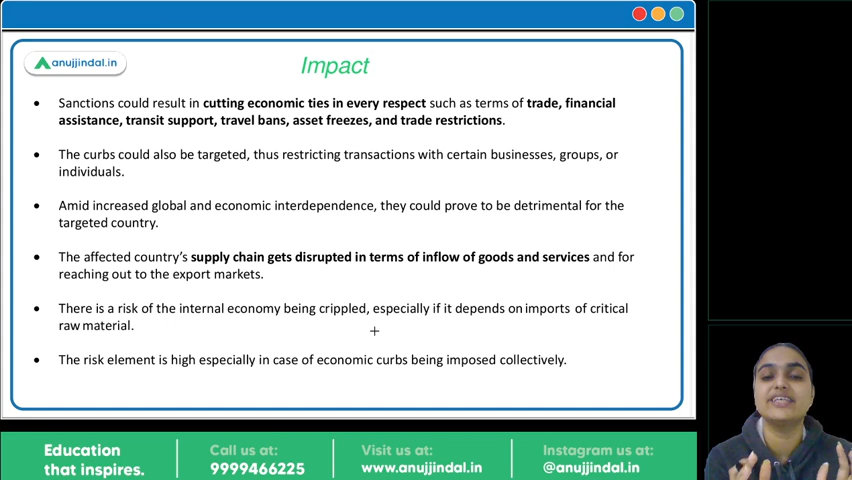 anujjindal.in
Impact
• Sanctions could result in cutting economic ties in every respect such as terms of trade, financial
assistance, transit support, travel bans, asset freezes, and trade restrictions.
• The curbs could also be targeted, thus restricting transactions with certain businesses, groups, or
individuals.
• Amid increased global and economic interdependence, they could prove to be detrimental for the
targeted country.
• The affected country's supply chain gets disrupted in terms of inflow of goods and services and for
reaching out to the export markets.
• There is a risk of the internal economy being crippled, especially if it depends on imports of critical
raw material.
• The risk element is high especially in case of economic curbs being imposed collectively.
Education
that inspires.
Call us at:
9999466225
Visit us at:
www.anujjindal.in
Instagram us at:
@anujjindal.in